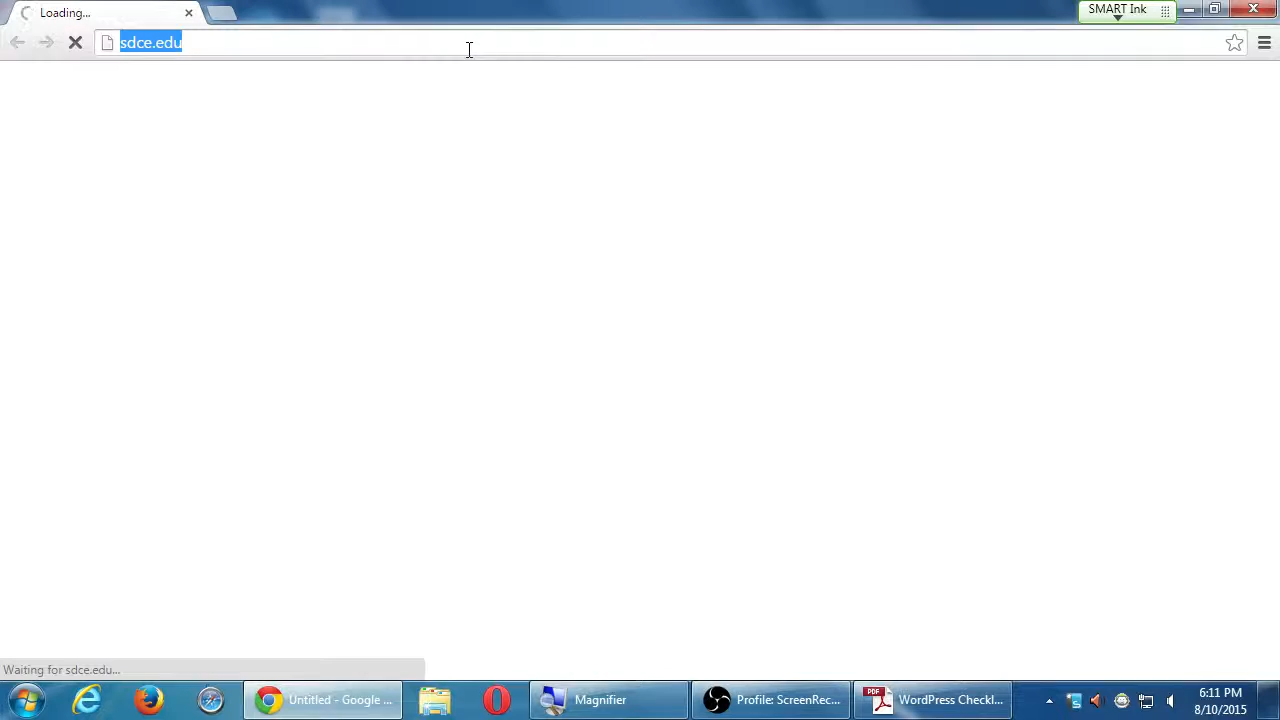 Loading...
SMART Ink
sdce.edu
Waiting for sdce.edu...
Untitled - Google ...
Magnifier
Profile: ScreenRec...
PDF
WordPress Checkl...
6:11 PM
8/10/2015